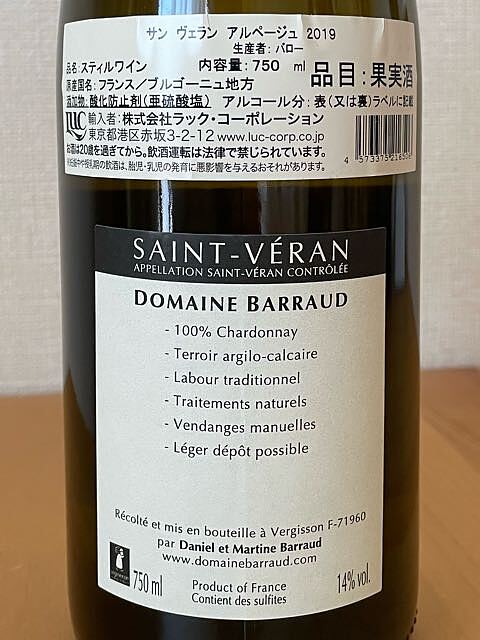 サン ヴェラン アルページュ 2019
生産者: バロー
品名:スティルワイン 内容量:750 ml
品目:果実酒
原産国名:フランス/ブルゴーニュ地方
添加物:酸化防止剤(亜硫酸塩) アルコール分:表(又は裏)ラベルに記載
LUC 輸入者:株式会社ラック・コーポレーション
東京都港区赤坂3-2-12 www.luc-corp.co.jp
お酒は20歳を過ぎてから。飲酒運転は法律で禁じられています。
妊娠中や授乳期の飲酒は、胎児・乳児の発育に悪影響を与えるおそれがあります。
SAINT-VÉRAN
APPELLATION SAINT-VÉRAN CONTRÔLÉE
DOMAINE BARRAUD
- 100% Chardonnay
- Terroir argilo-calcaire
- Labour traditionnel
- Traitements naturels
- Vendanges manuelles
- Léger dépôt possible
Récolté et mis en bouteille à Vergisson F-71960
par Daniel et Martine Barraud
www.domainebarraud.com
750 ml
Product of France
Contient des sulfites
14% vol.